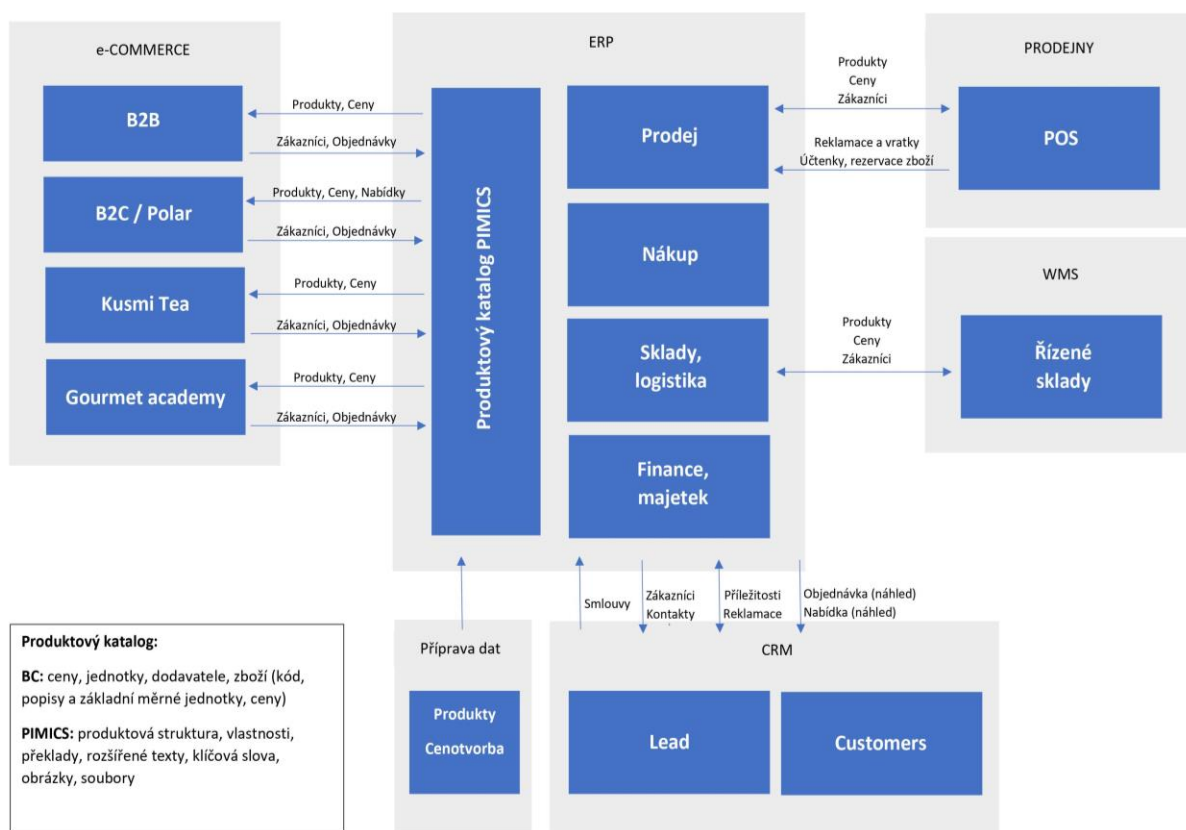 e-COMMERCE
B2B
B2C / Polar
Kusmi Tea
Gourmet academy
Produkty, Ceny
Zákazníci, Objednávky
Produkty, Ceny, Nabídky
Zákazníci, Objednávky
Produkty, Ceny
Zákazníci, Objednávky
Produkty, Ceny
Zákazníci, Objednávky
ERP
Produktový katalog PIMICS
Prodej
Nákup
Sklady,
logistika
Finance,
majetek
Produkty
Ceny
Zákazníci
Reklamace a vratky
Účtenky, rezervace zboží
PRODEJNY
POS
Produkty
Ceny
Zákazníci
WMS
Řízené
sklady
Smlouvy
Zákazníci
Kontakty
Příležitosti
Reklamace
Objednávka (náhled)
Nabídka (náhled)
Produktový katalog:
BC: ceny, jednotky, dodavatele, zboží (kód,
popisy a základní měrné jednotky, ceny)
PIMICS: produktová struktura, vlastnosti,
překlady, rozšířené texty, klíčová slova,
obrázky, soubory
Příprava dat
Produkty
Cenotvorba
CRM
Lead
Customers